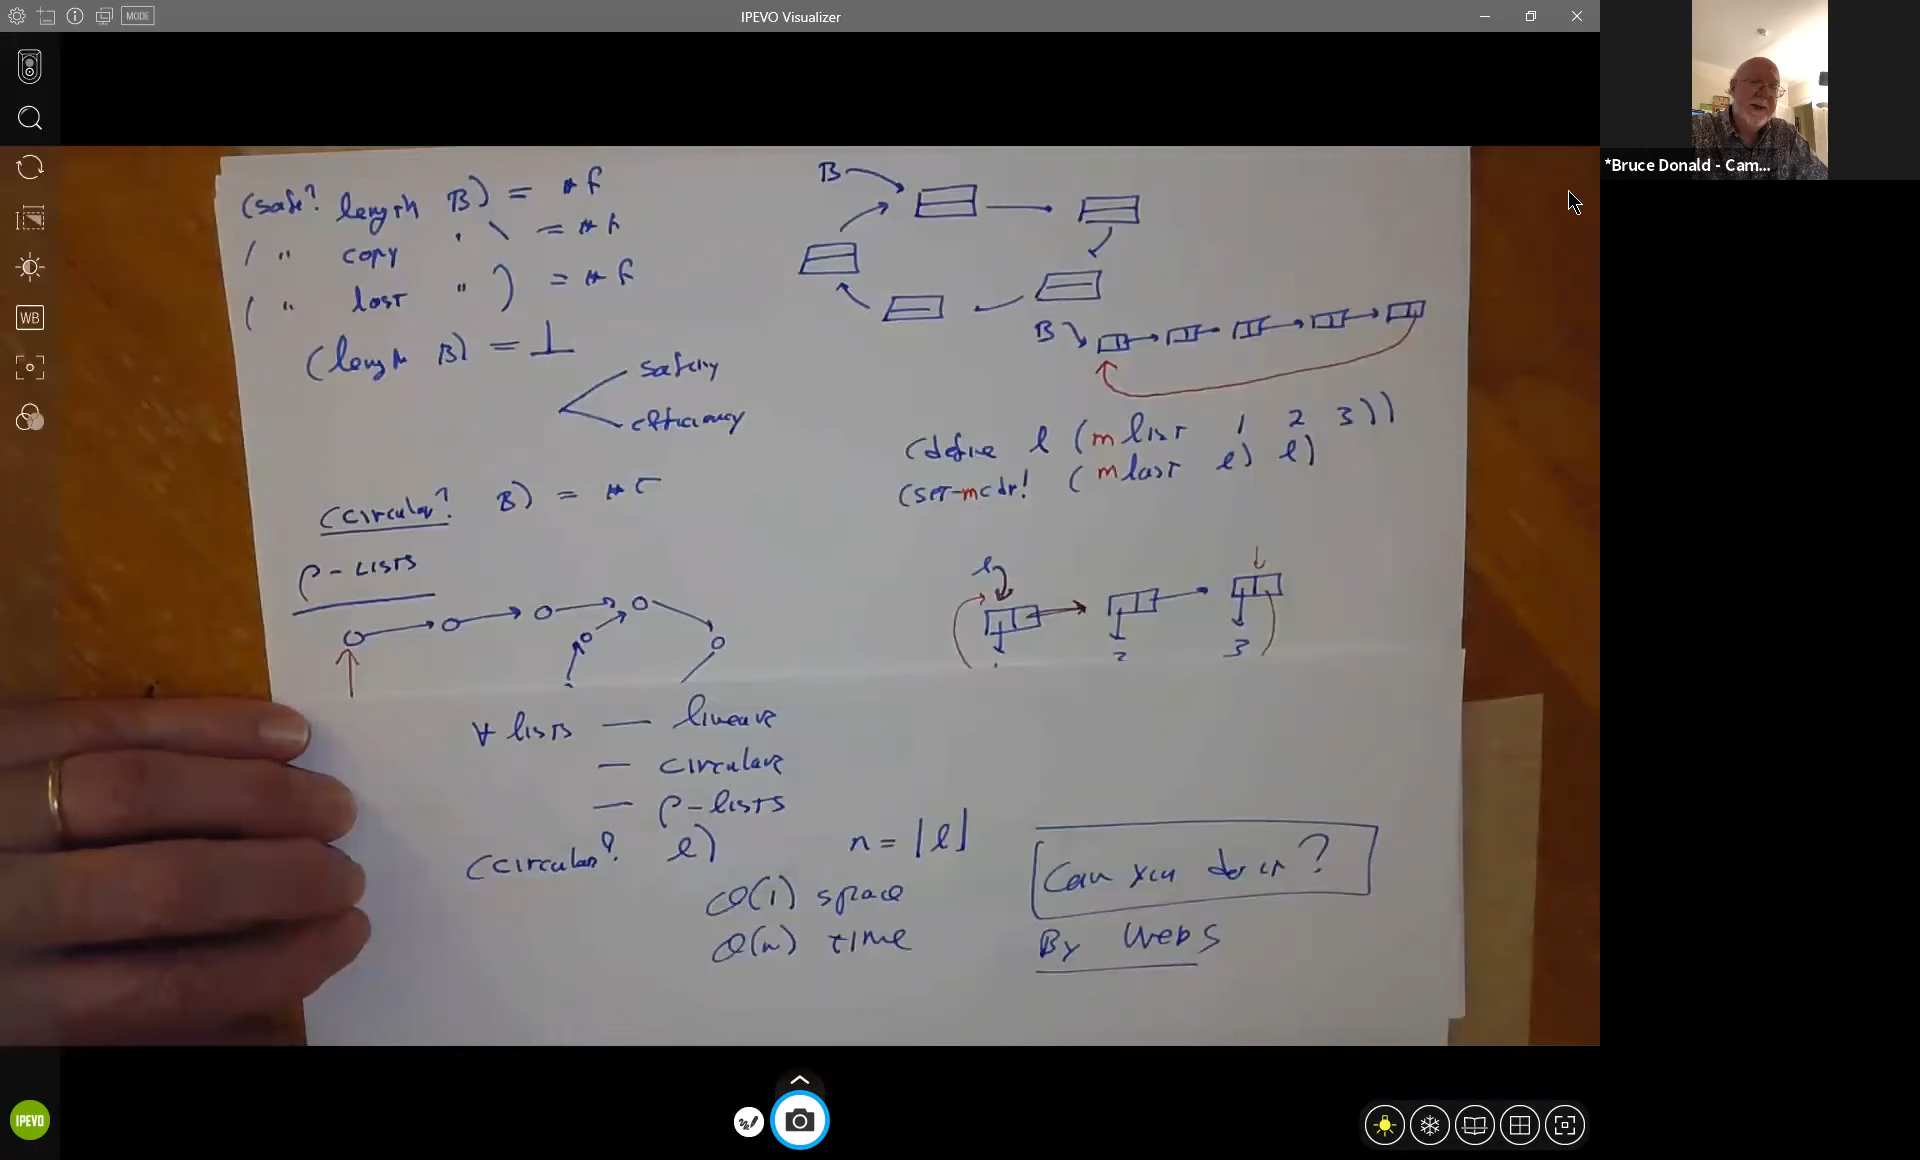 MODE
IPEVO Visualizer
*Bruce Donald - Cam...
WB
(safe? length B) = #f
( " copy " \ = #f
( " last " ) = #f
(length B) = ⊥
safety
efficiency
B
B
(define l (mlist 1 2 3))
(set-mcdr! (mlast l) l)
(circular? B) = #t
ρ-lists
l
2
3
∀ lists — linear
— circular
— ρ-lists
(circular? l) n = |l|
O(1) space
O(n) time
Can you do it?
By Weds
IPEVO